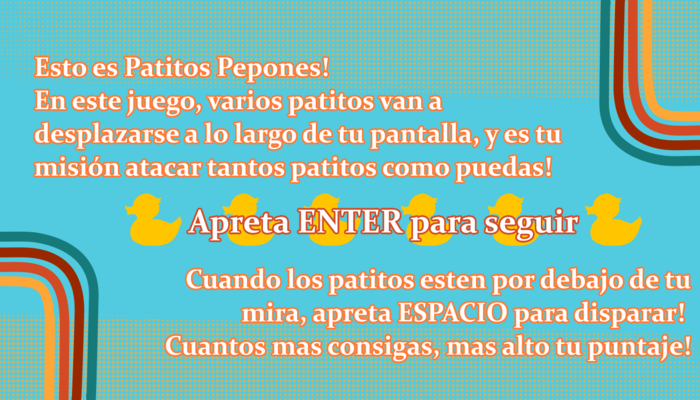 Esto es Patitos Pepones!
En este juego, varios patitos van a
desplazarse a lo largo de tu pantalla, y es tu
misión atacar tantos patitos como puedas!
Apreta ENTER para seguir
Cuando los patitos esten por debajo de tu
mira, apreta ESPACIO para disparar!
Cuantos mas consigas, mas alto tu puntaje!